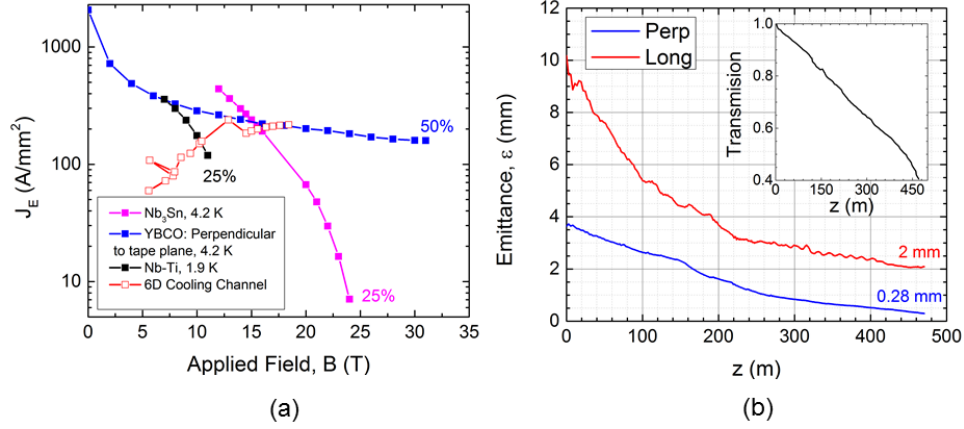 1000
100
10
J_E (A/mm²)
0 5 10 15 20 25 30 35
Applied Field, B (T)
50%
25%
25%
Nb₃Sn, 4.2 K
YBCO: Perpendicular
to tape plane, 4.2 K
Nb-Ti, 1.9 K
6D Cooling Channel
(a)
12
10
8
6
4
2
0
Emittance, ε (mm)
0 100 200 300 400 500
z (m)
Perp
Long
2 mm
0.28 mm
1.0
0.8
0.6
0.4
Transmision
0 150 300 450
z (m)
(b)